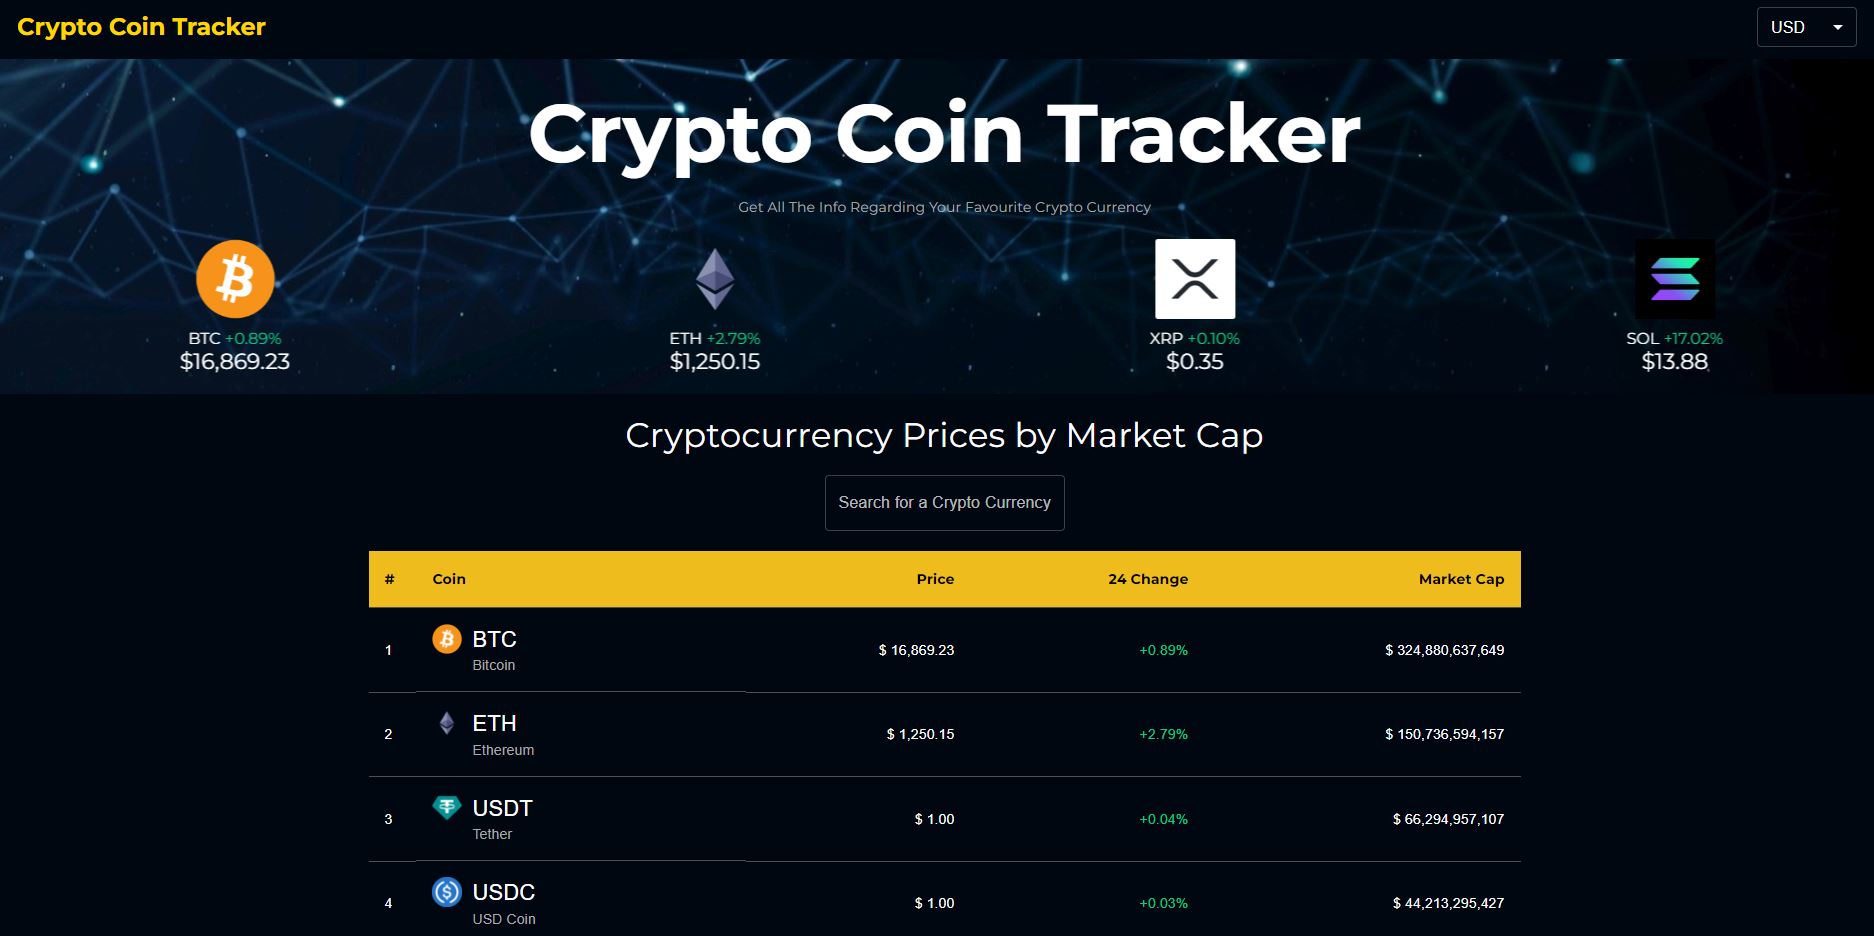 Crypto Coin Tracker
USD
Crypto Coin Tracker
Get All The Info Regarding Your Favourite Crypto Currency
BTC +0.89%
$16,869.23
ETH +2.79%
$1,250.15
XRP +0.10%
$0.35
SOL +17.02%
$13.88
Cryptocurrency Prices by Market Cap
Search for a Crypto Currency
# Coin Price 24 Change Market Cap
1 BTC $ 16,869.23 +0.89% $ 324,880,637,649
Bitcoin
2 ETH $ 1,250.15 +2.79% $ 150,736,594,157
Ethereum
3 USDT $ 1.00 +0.04% $ 66,294,957,107
Tether
4 USDC $ 1.00 +0.03% $ 44,213,295,427
USD Coin